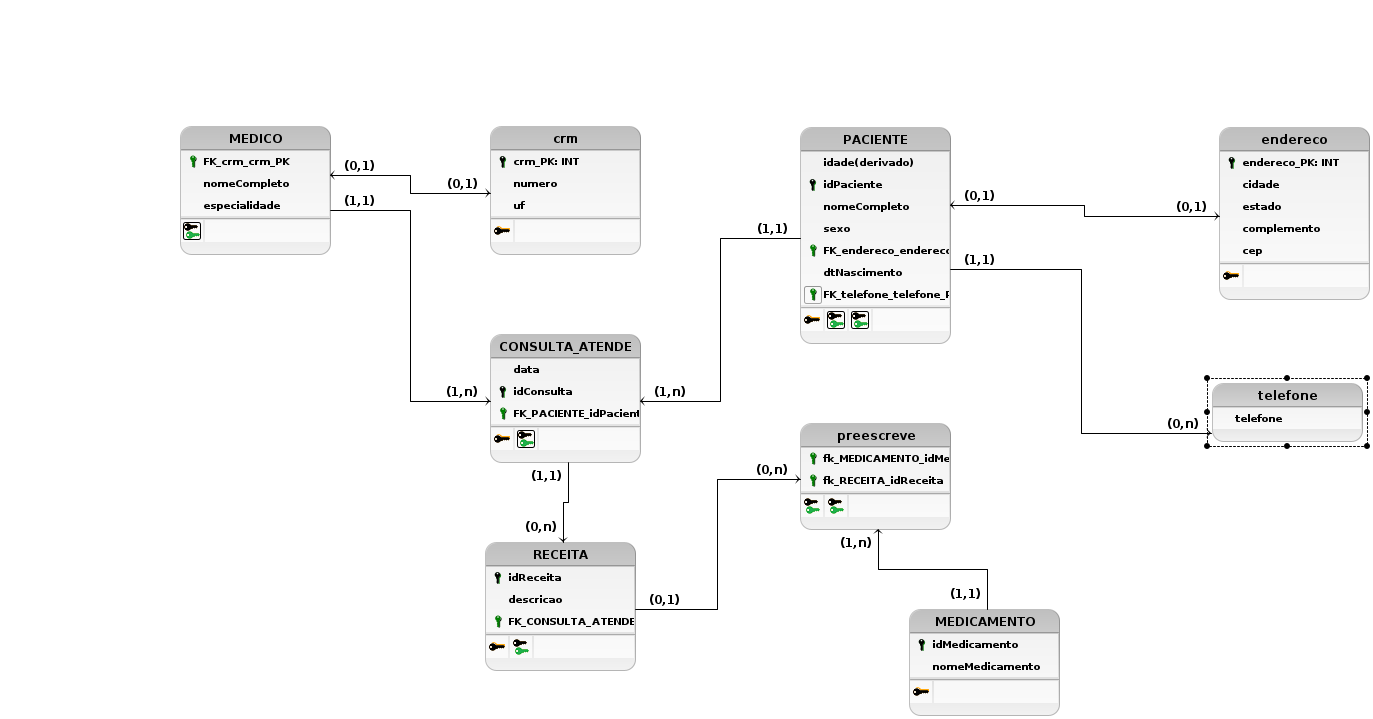 MEDICO
FK_crm_crm_PK
nomeCompleto
especialidade
(0,1)
(0,1)
(1,1)
crm
crm_PK: INT
numero
uf
PACIENTE
idade(derivado)
idPaciente
nomeCompleto
sexo
FK_endereco_enderec
dtNascimento
FK_telefone_telefone_
(0,1)
(0,1)
(1,1)
(1,1)
endereco
endereco_PK: INT
cidade
estado
complemento
cep
CONSULTA_ATENDE
data
idConsulta
FK_PACIENTE_idPacien
(1,n)
(1,n)
(1,1)
(0,n)
telefone
telefone
(0,n)
preescreve
fk_MEDICAMENTO_idMe
fk_RECEITA_idReceita
(0,n)
(1,n)
(1,1)
RECEITA
idReceita
descricao
FK_CONSULTA_ATENDE
(0,1)
MEDICAMENTO
idMedicamento
nomeMedicamento